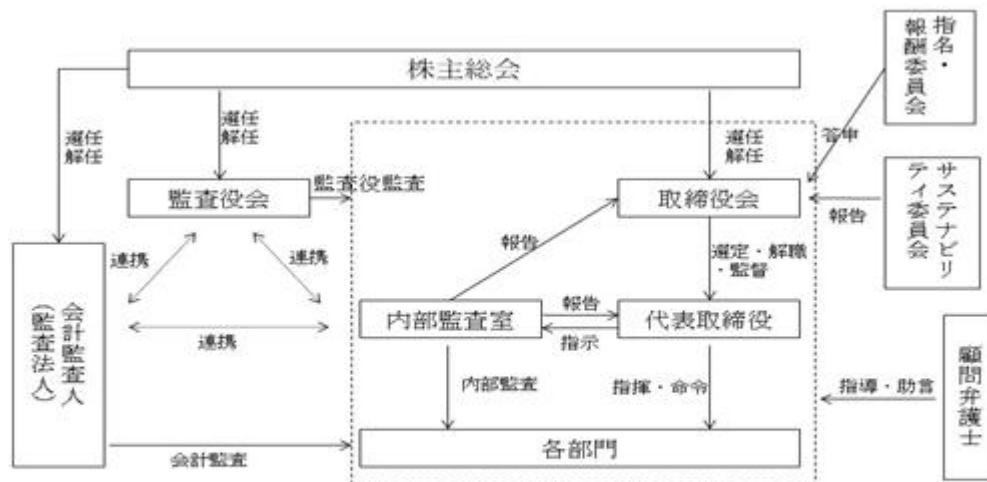 指名・
報酬委員会
株主総会
選任
解任
選任
解任
選任
解任
答申
監査役会
監査役監査
取締役会
サステナビリ
ティ委員会
報告
報告
連携
連携
選定・解職
・監督
会計監査人
(監査法人)
内部監査室
報告
指示
代表取締役
連携
顧問弁護士
内部監査
指揮・命令
指導・助言
各部門
会計監査